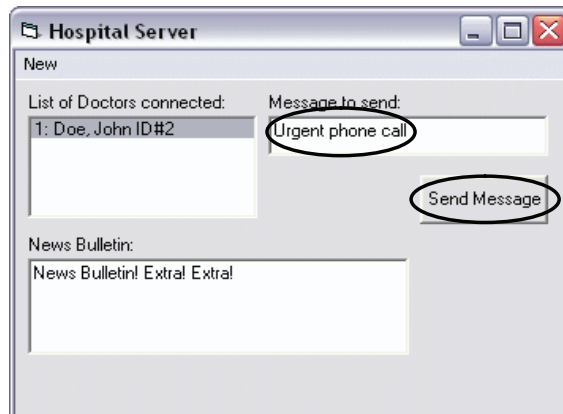 Hospital Server
New
List of Doctors connected:
1: Doe, John ID#2
Message to send:
Urgent phone call
Send Message
News Bulletin:
News Bulletin! Extra! Extra!